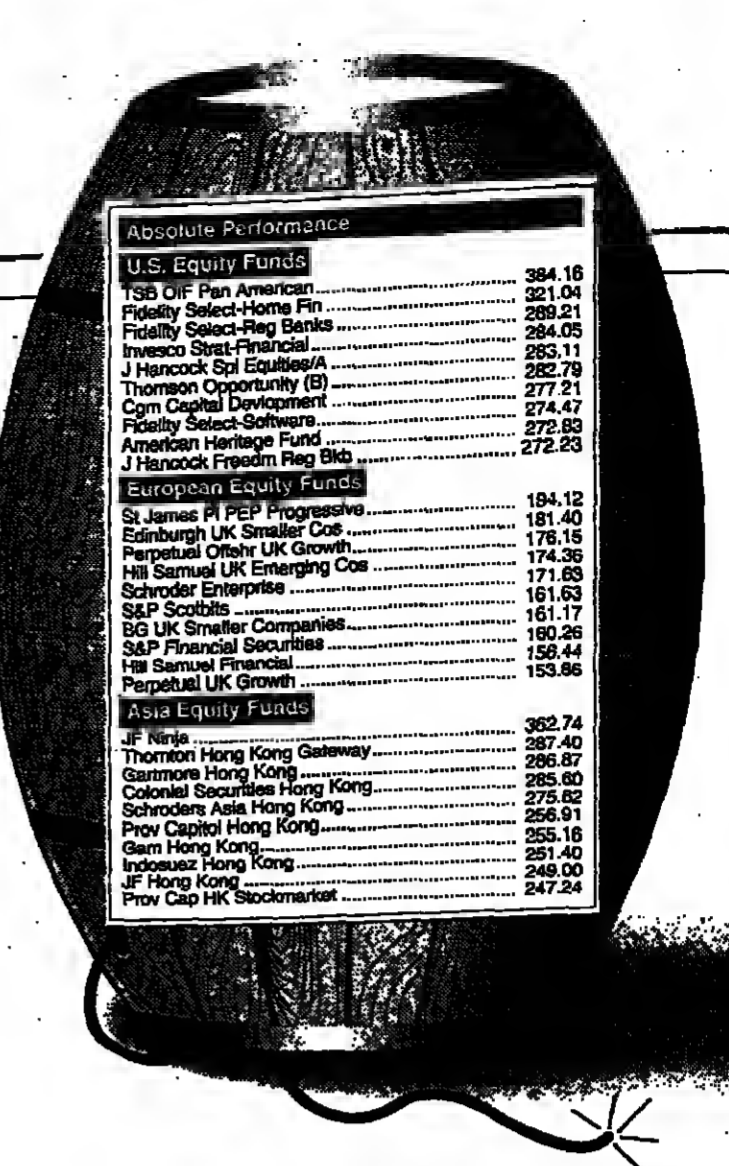 Absolute Performance
U.S. Equity Funds
TSB OIF Pan American 384.16
Fidelity Select-Home Fin 321.04
Fidelity Select-Reg Banks 289.21
Invesco Strat-Financial 284.05
J Hancock Spl Equities/A 283.11
Thomson Opportunity (B) 282.79
Cgm Capital Devlopment 277.21
Fidelity Select-Software 274.47
American Heritage Fund 272.83
J Hancock Freedm Reg Bkb 272.23
European Equity Funds
St James Pl PEP Progressive 184.12
Edinburgh UK Smaller Cos 181.40
Perpetual Offshr UK Growth 176.15
Hill Samuel UK Emerging Cos 174.36
Schroder Enterprise 171.63
S&P Scotbits 161.63
BG UK Smaller Companies 161.17
S&P Financial Securities 160.26
Hill Samuel Financial 156.44
Perpetual UK Growth 153.86
Asia Equity Funds
JF Ninja 362.74
Thornton Hong Kong Gateway 287.40
Gartmore Hong Kong 286.87
Colonial Securities Hong Kong 285.60
Schroders Asia Hong Kong 275.62
Prov Capitol Hong Kong 256.91
Gam Hong Kong 255.16
Indosuez Hong Kong 251.40
JF Hong Kong 249.00
Prov Cap HK Stockmarket 247.24